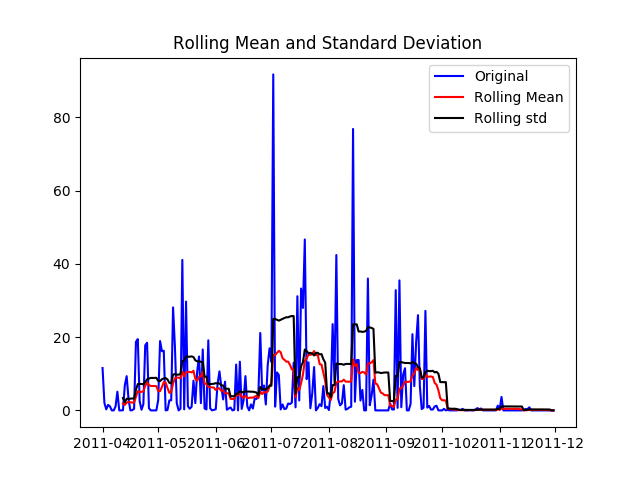 Rolling Mean and Standard Deviation
Original
Rolling Mean
Rolling std
80
60
40
20
0
2011-04 2011-05 2011-06 2011-07 2011-08 2011-09 2011-10 2011-11 2011-12